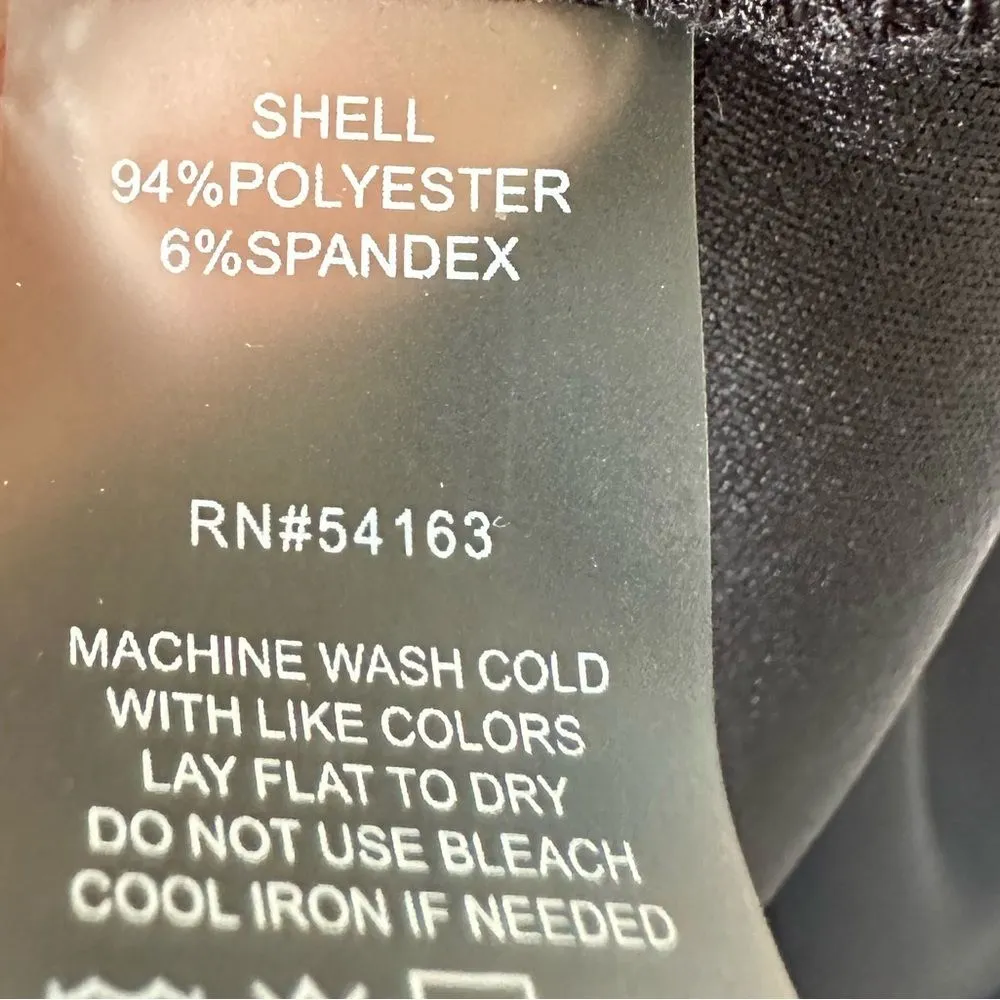 SHELL
94%POLYESTER
6%SPANDEX
RN#54163
MACHINE WASH COLD
WITH LIKE COLORS
LAY FLAT TO DRY
DO NOT USE BLEACH
COOL IRON IF NEEDED